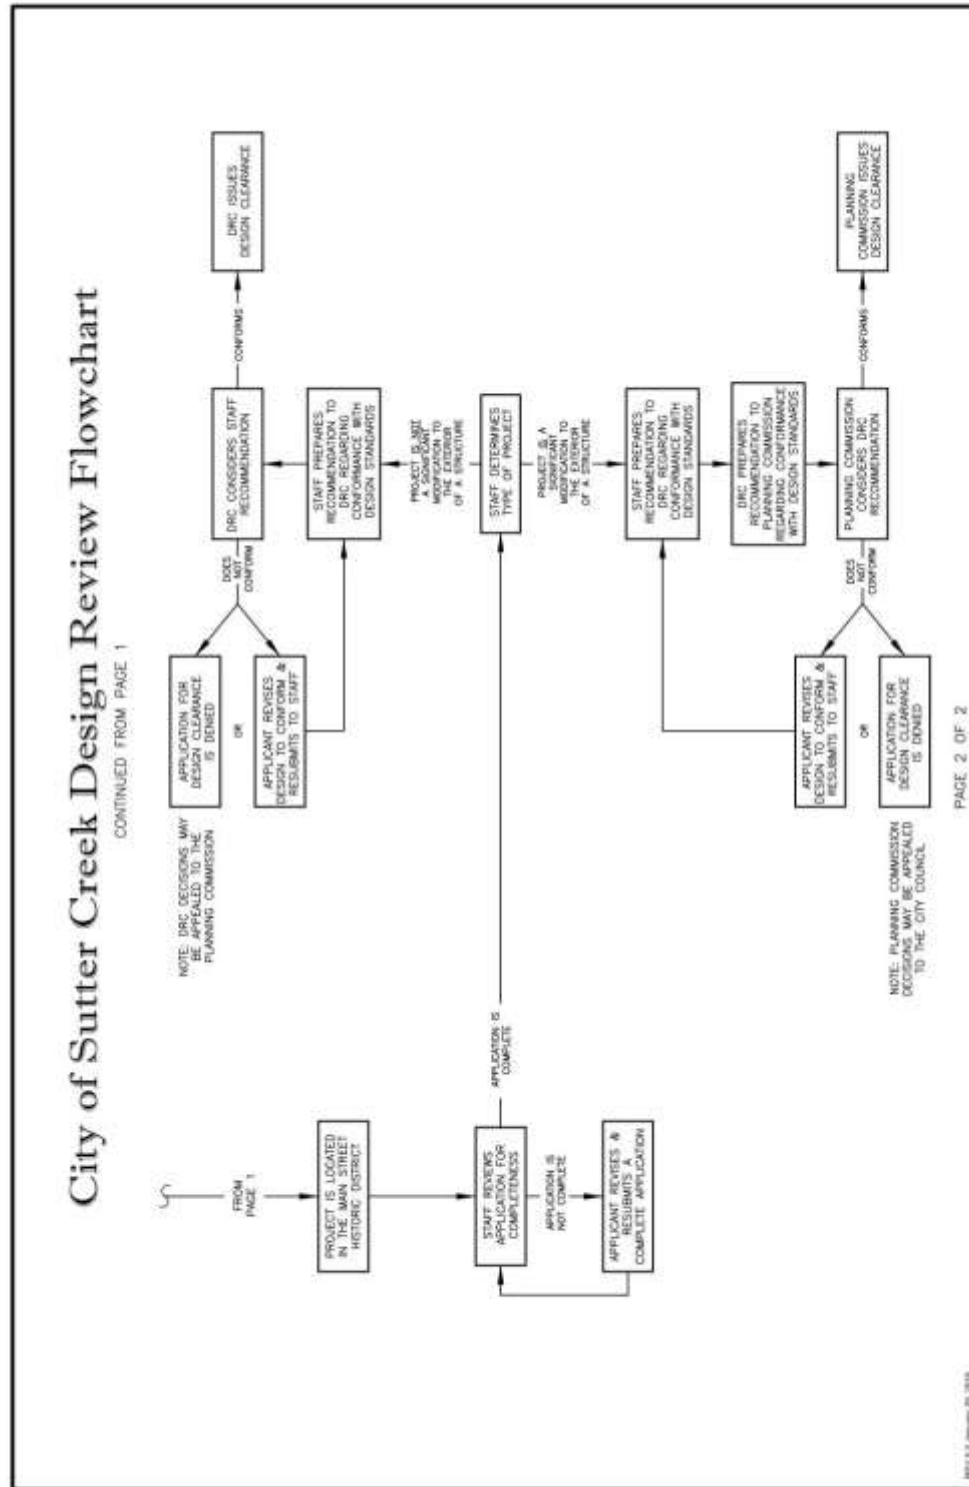 City of Sutter Creek Design Review Flowchart
CONTINUED FROM PAGE 1
FROM
PAGE 1
PROJECT IS LOCATED
IN THE MAIN STREET
HISTORIC DISTRICT
STAFF REVIEWS
APPLICATION FOR
COMPLETENESS
APPLICATION IS
NOT COMPLETE
APPLICANT REVISES &
RESUBMITS A
COMPLETE APPLICATION
APPLICATION IS
COMPLETE
STAFF DETERMINES
TYPE OF PROJECT
PROJECT IS NOT
A SIGNIFICANT
MODIFICATION TO
THE EXTERIOR
OF A STRUCTURE
STAFF PREPARES
RECOMMENDATION TO
DRC REGARDING
CONFORMANCE WITH
DESIGN STANDARDS
DRC CONSIDERS STAFF
RECOMMENDATION
CONFORMS
DRC ISSUES
DESIGN CLEARANCE
DOES
NOT
CONFORM
APPLICATION FOR
DESIGN CLEARANCE
IS DENIED
OR
APPLICANT REVISES
DESIGN TO CONFORM &
RESUBMITS TO STAFF
NOTE: DRC DECISIONS MAY
BE APPEALED TO THE
PLANNING COMMISSION
PROJECT IS A
SIGNIFICANT
MODIFICATION TO
THE EXTERIOR
OF A STRUCTURE
STAFF PREPARES
RECOMMENDATION TO
DRC REGARDING
CONFORMANCE WITH
DESIGN STANDARDS
DRC PREPARES
RECOMMENDATION TO
PLANNING COMMISSION
REGARDING CONFORMANCE
WITH DESIGN STANDARDS
PLANNING COMMISSION
CONSIDERS DRC
RECOMMENDATION
CONFORMS
PLANNING
COMMISSION ISSUES
DESIGN CLEARANCE
DOES
NOT
CONFORM
APPLICANT REVISES
DESIGN TO CONFORM &
RESUBMITS TO STAFF
OR
APPLICATION FOR
DESIGN CLEARANCE
IS DENIED
NOTE: PLANNING COMMISSION
DECISIONS MAY BE APPEALED
TO THE CITY COUNCIL
PAGE 2 OF 2